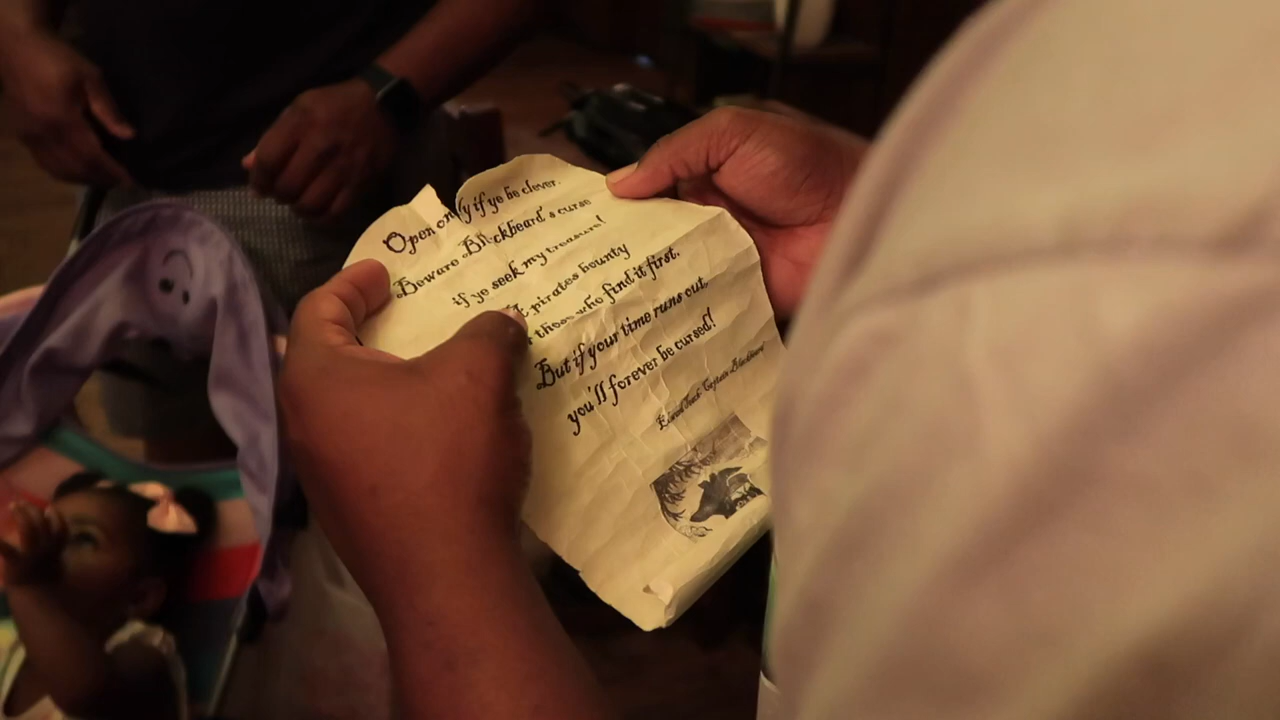 Open only if ye be clever.
Beware Blackbeard's curse
if ye seek my treasure!
pirates bounty
those who find it first.
But if your time runs out,
you'll forever be cursed!
Captain Blackbeard